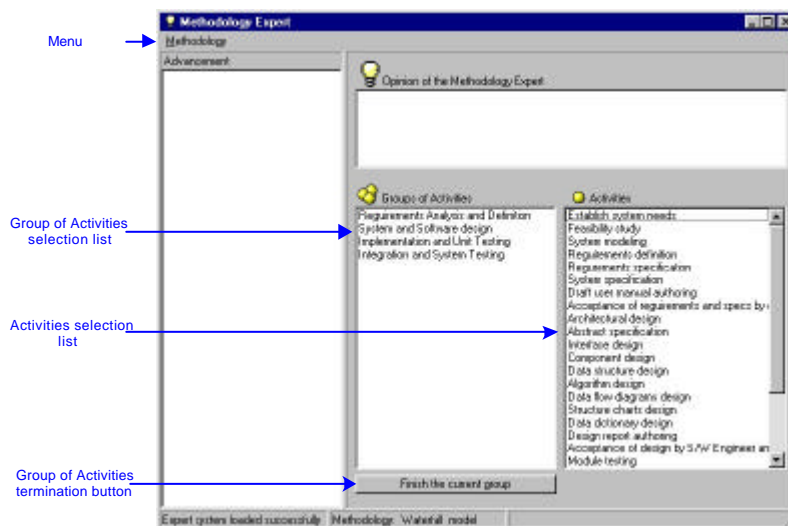 Methodology Expert
Menu
Methodology
Advancement
Opinion of the Methodology Expert
Groups of Activities
Requirements Analysis and Definition
System and Software design
Implementation and Unit Testing
Integration and System Testing
Activities
Establish system needs
Feasibility study
System modeling
Requirements definition
Requirements specification
System specification
Draft user manual authoring
Acceptance of requirements and specs by
Architectural design
Abstract specification
Interface design
Component design
Data structure design
Algorithm design
Data flow diagrams design
Structure charts design
Data dictionary design
Design report authoring
Acceptance of design by S/W Engineer an
Module testing
Group of Activities
selection list
Activities selection
list
Group of Activities
termination button
Finish the current group
Expert system loaded successfully
Methodology: Waterfall model